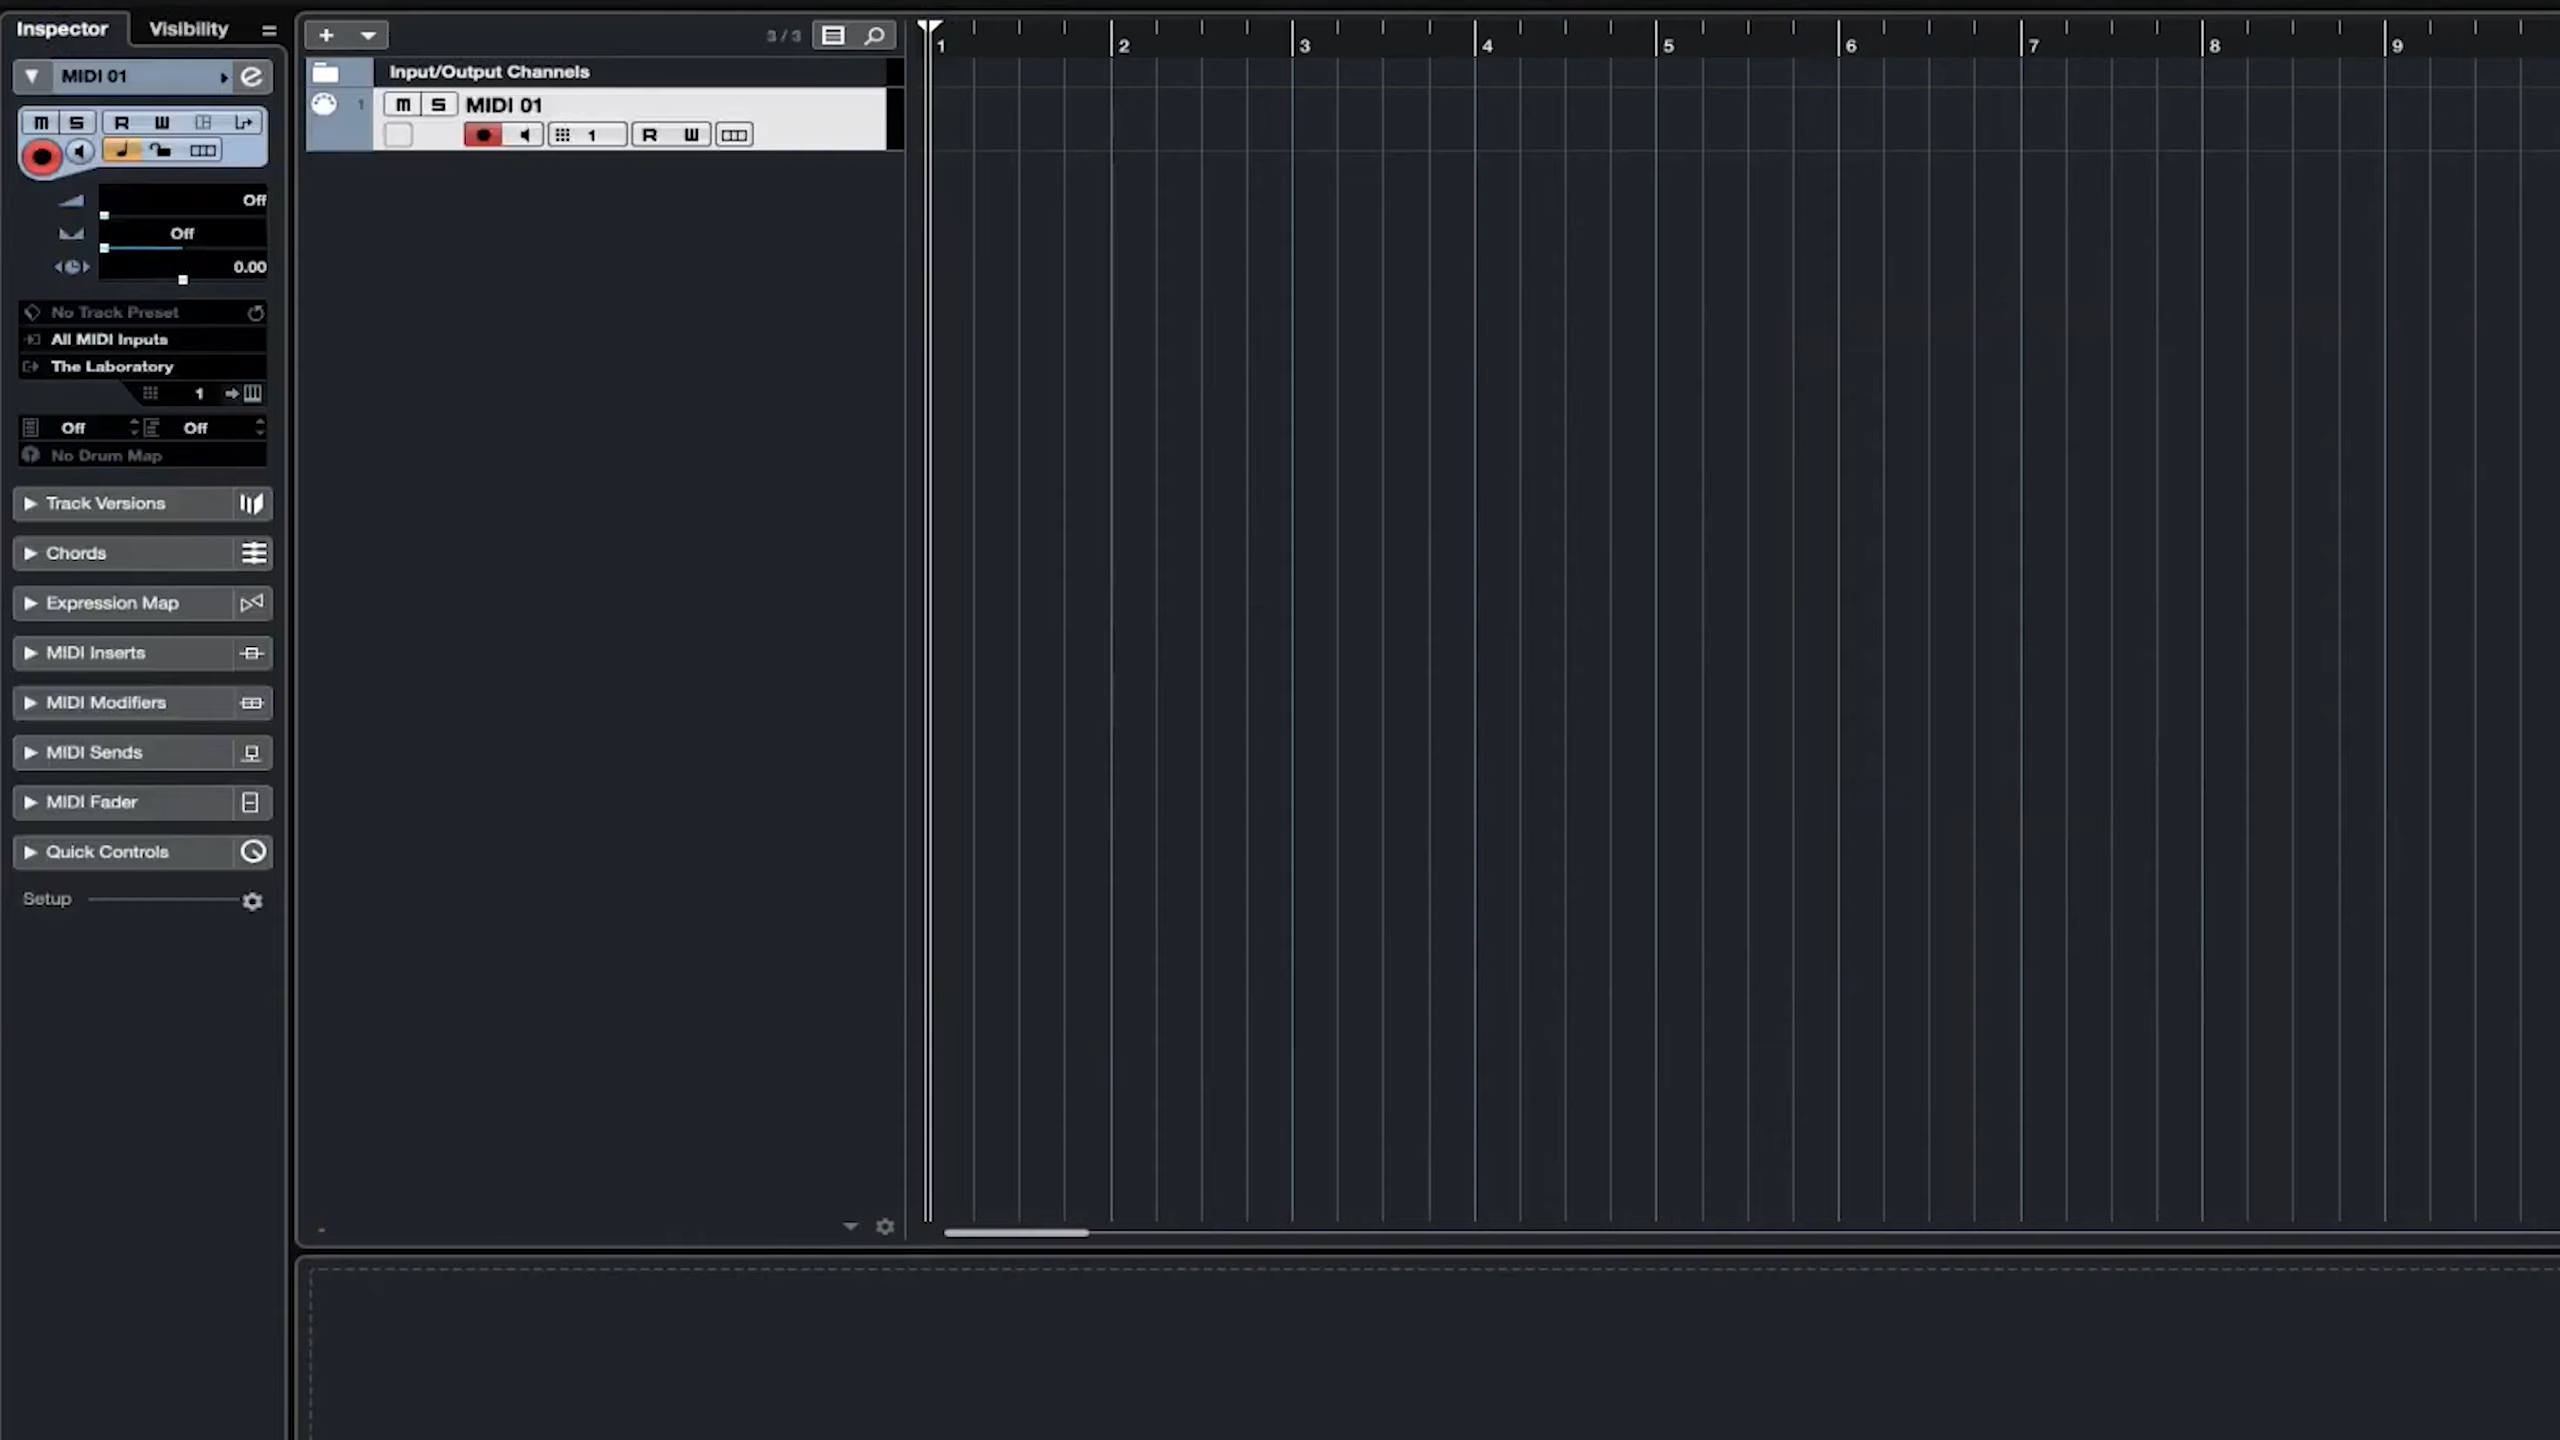 Inspector Visibility
MIDI 01
M S R W
Off
Off
0.00
No Track Preset
All MIDI Inputs
The Laboratory
1
Off Off
No Drum Map
Track Versions
Chords
Expression Map
MIDI Inserts
MIDI Modifiers
MIDI Sends
MIDI Fader
Quick Controls
Setup
+ 3 / 3
Input/Output Channels
1 M S MIDI 01
1 R W
1 2 3 4 5 6 7 8 9